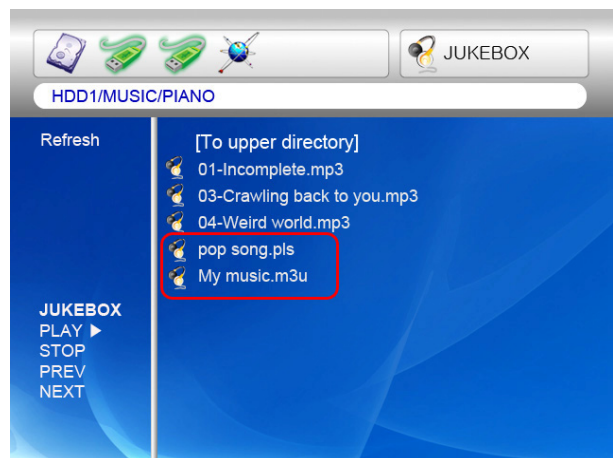 JUKEBOX
HDD1/MUSIC/PIANO
Refresh
[To upper directory]
01-Incomplete.mp3
03-Crawling back to you.mp3
04-Weird world.mp3
pop song.pls
My music.m3u
JUKEBOX
PLAY ▶
STOP
PREV
NEXT